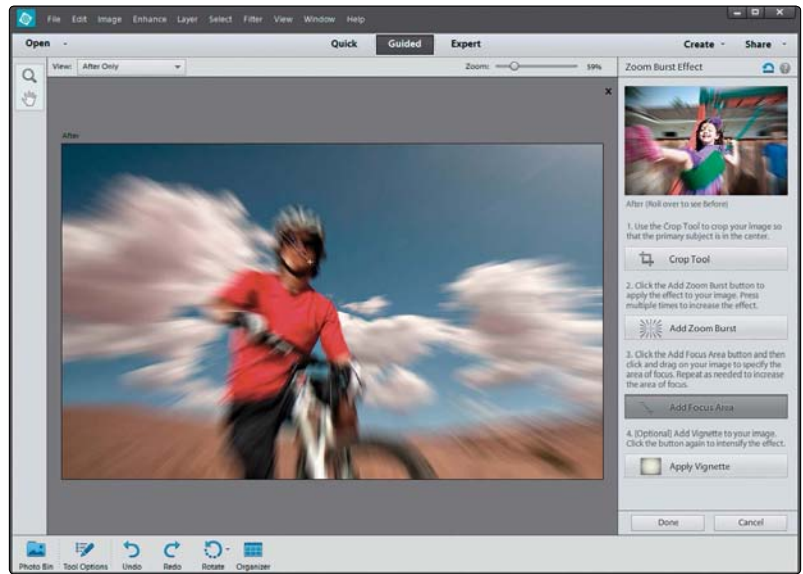 File Edit Image Enhance Layer Select Filter View Window Help
Open Quick Guided Expert Create Share
View: After Only Zoom: 59% Zoom Burst Effect
X
After
After (Roll over to see Before)
1. Use the Crop Tool to crop your image so
that the primary subject is in the center.
Crop Tool
2. Click the Add Zoom Burst button to
apply the effect to your image. Press
multiple times to increase the effect.
Add Zoom Burst
3. Click the Add Focus Area button and then
click and drag on your image to specify the
area of focus. Repeat as needed to increase
the area of focus.
Add Focus Area
4. (Optional) Add Vignette to your image.
Click the button again to intensify the effect.
Apply Vignette
Done Cancel
Photo Bin Tool Options Undo Redo Rotate Organizer